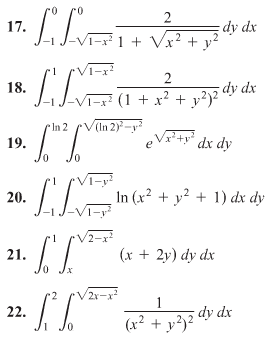 17. ∫_{-1}^{0} ∫_{-√(1-x²)}^{0} 2/(1 + √(x² + y²)) dy dx
18. ∫_{-1}^{1} ∫_{-√(1-x²)}^{√(1-x²)} 2/(1 + x² + y²)² dy dx
19. ∫_{0}^{ln 2} ∫_{0}^{√((ln 2)²-y²)} e^{√(x²+y²)} dx dy
20. ∫_{-1}^{1} ∫_{-√(1-y²)}^{√(1-y²)} ln (x² + y² + 1) dx dy
21. ∫_{0}^{1} ∫_{x}^{√(2-x²)} (x + 2y) dy dx
22. ∫_{1}^{2} ∫_{0}^{√(2x-x²)} 1/(x² + y²)² dy dx